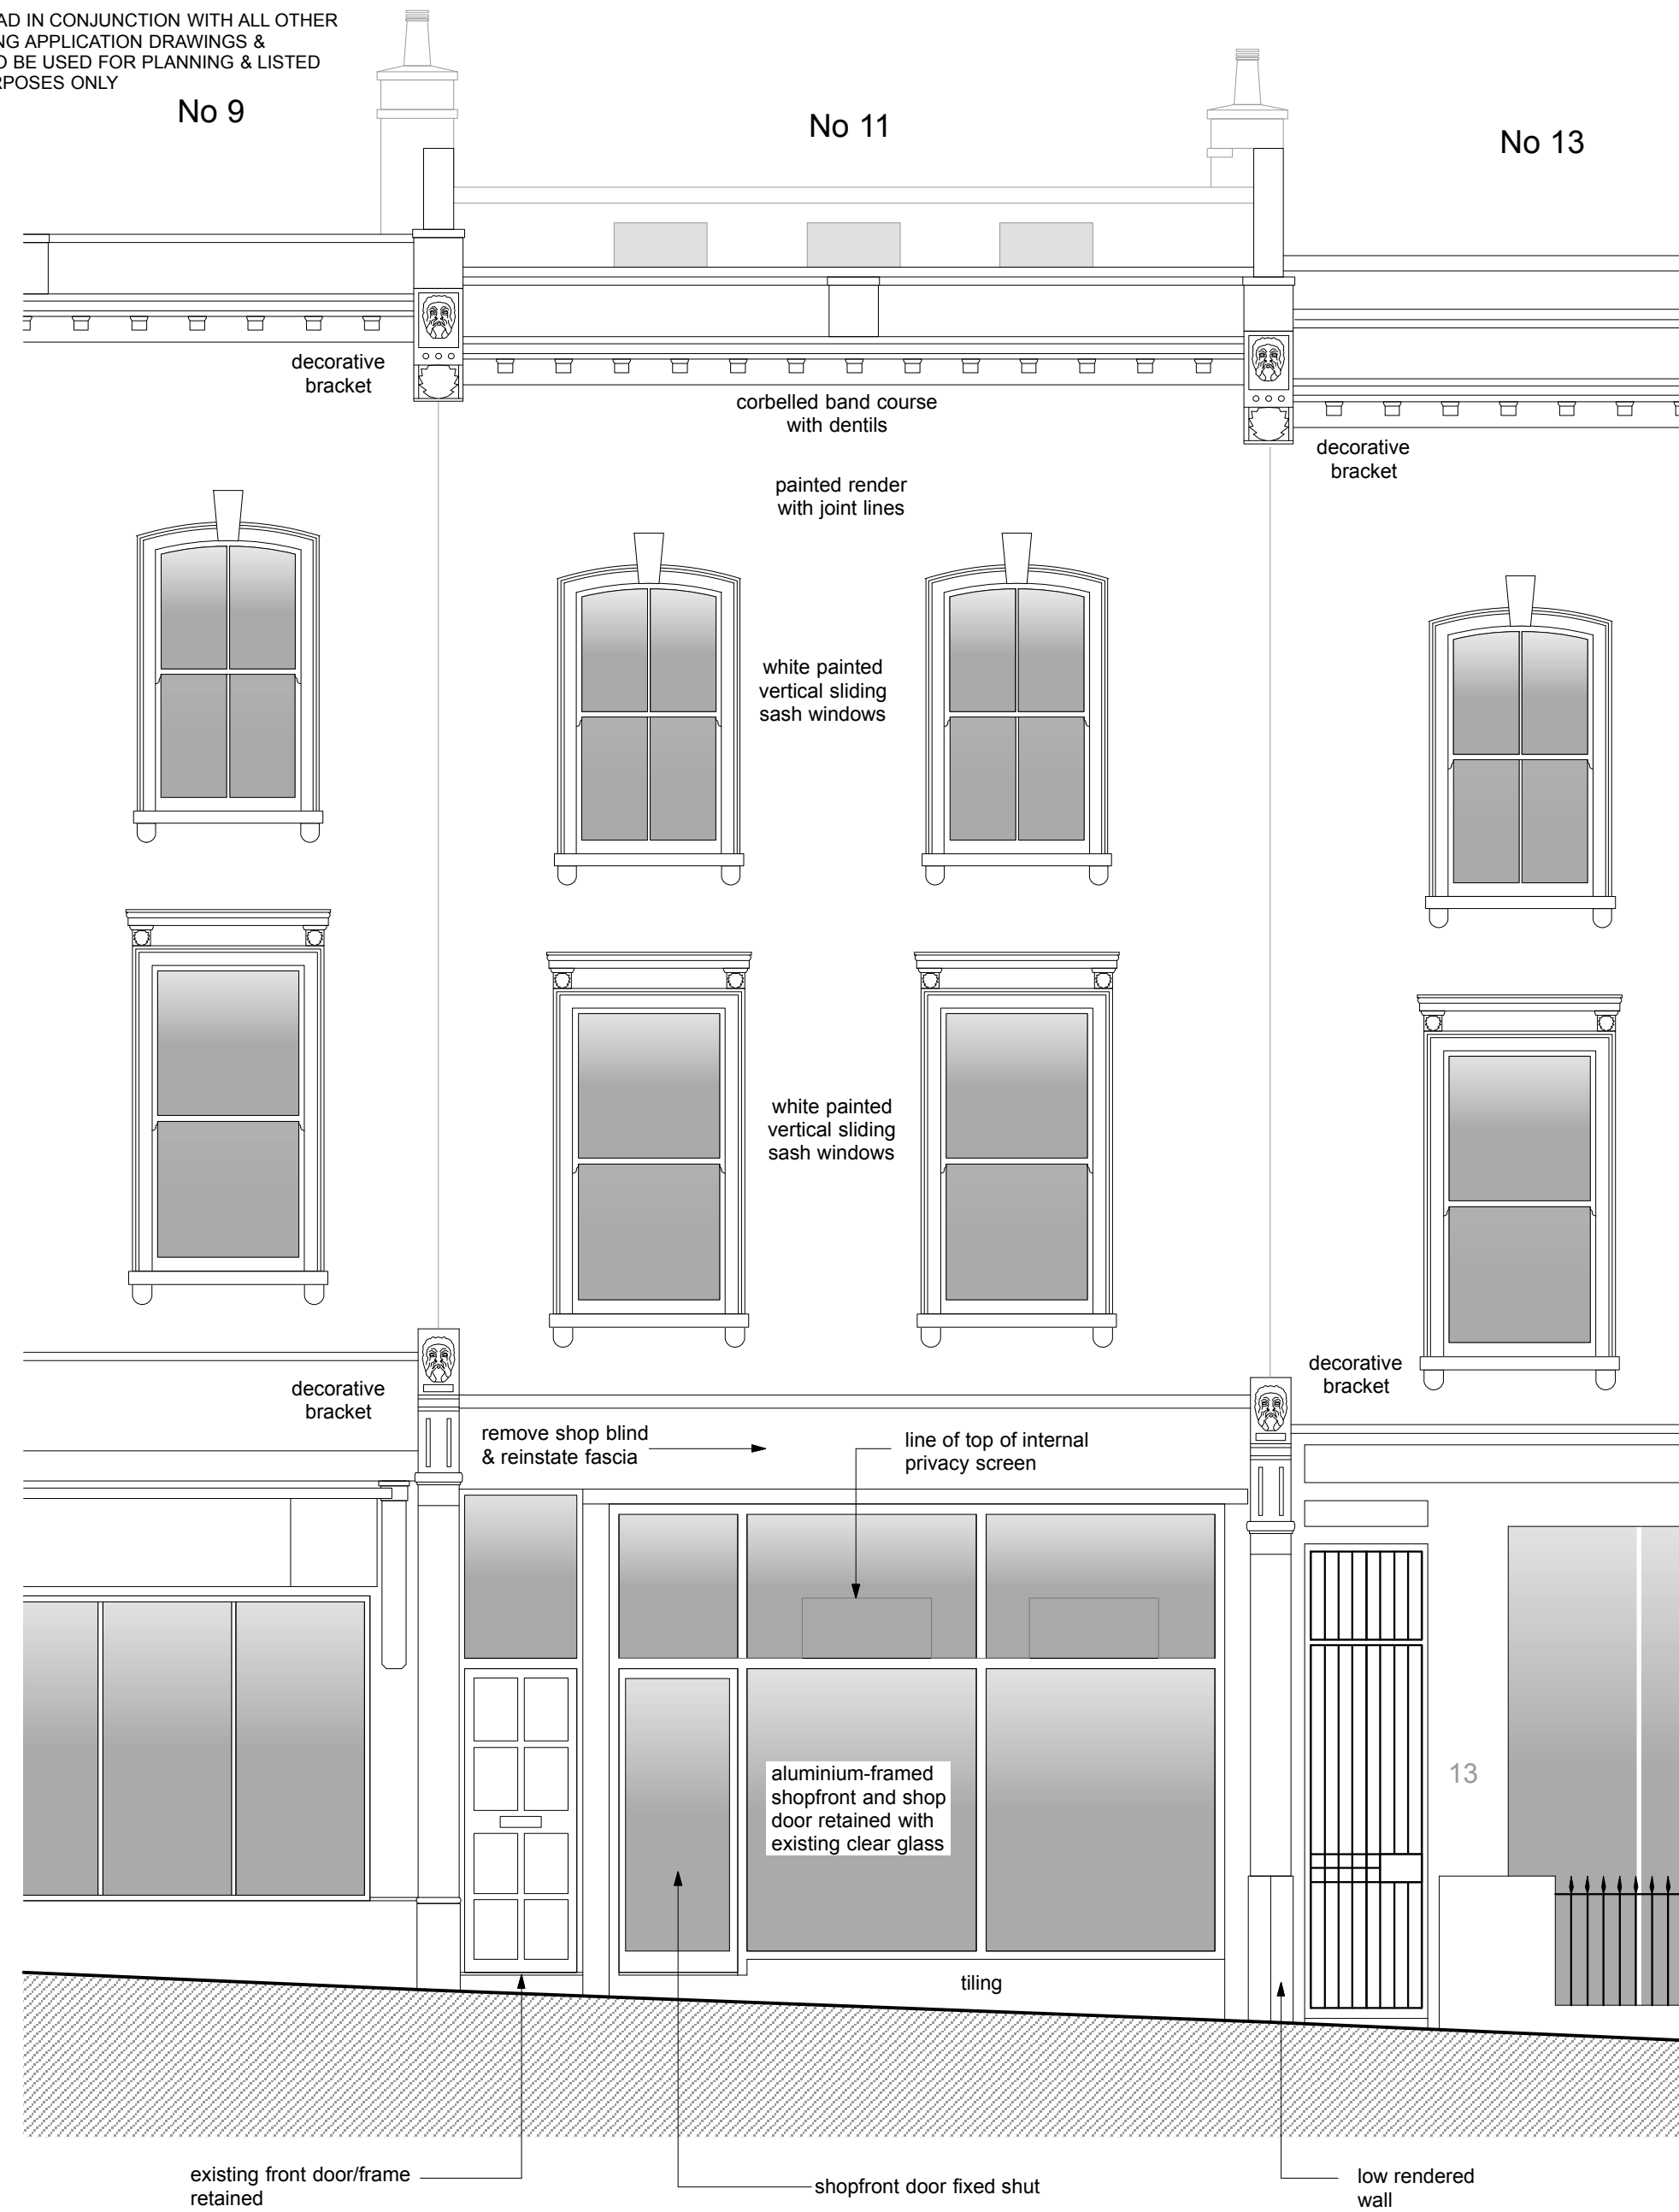 AD IN CONJUNCTION WITH ALL OTHER
NG APPLICATION DRAWINGS &
BE USED FOR PLANNING & LISTED
POSES ONLY
No 9
No 11
No 13
decorative
bracket
corbelled band course
with dentils
decorative
bracket
painted render
with joint lines
white painted
vertical sliding
sash windows
white painted
vertical sliding
sash windows
decorative
bracket
decorative
bracket
remove shop blind
& reinstate fascia
line of top of internal
privacy screen
aluminium-framed
shopfront and shop
door retained with
existing clear glass
13
tiling
existing front door/frame
retained
shopfront door fixed shut
low rendered
wall